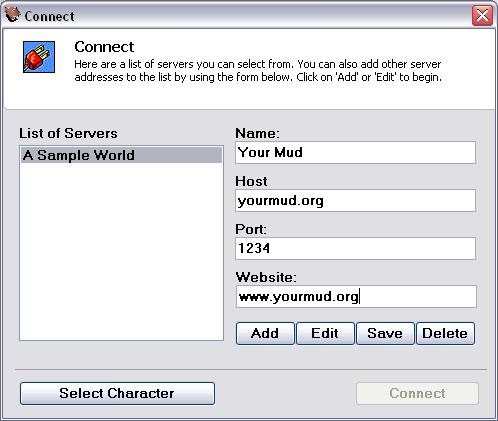 Connect
Connect
Here are a list of servers you can select from. You can also add other server
addresses to the list by using the form below. Click on 'Add' or 'Edit' to begin.
List of Servers
A Sample World
Name:
Your Mud
Host
yourmud.org
Port:
1234
Website:
www.yourmud.org
Add Edit Save Delete
Select Character
Connect